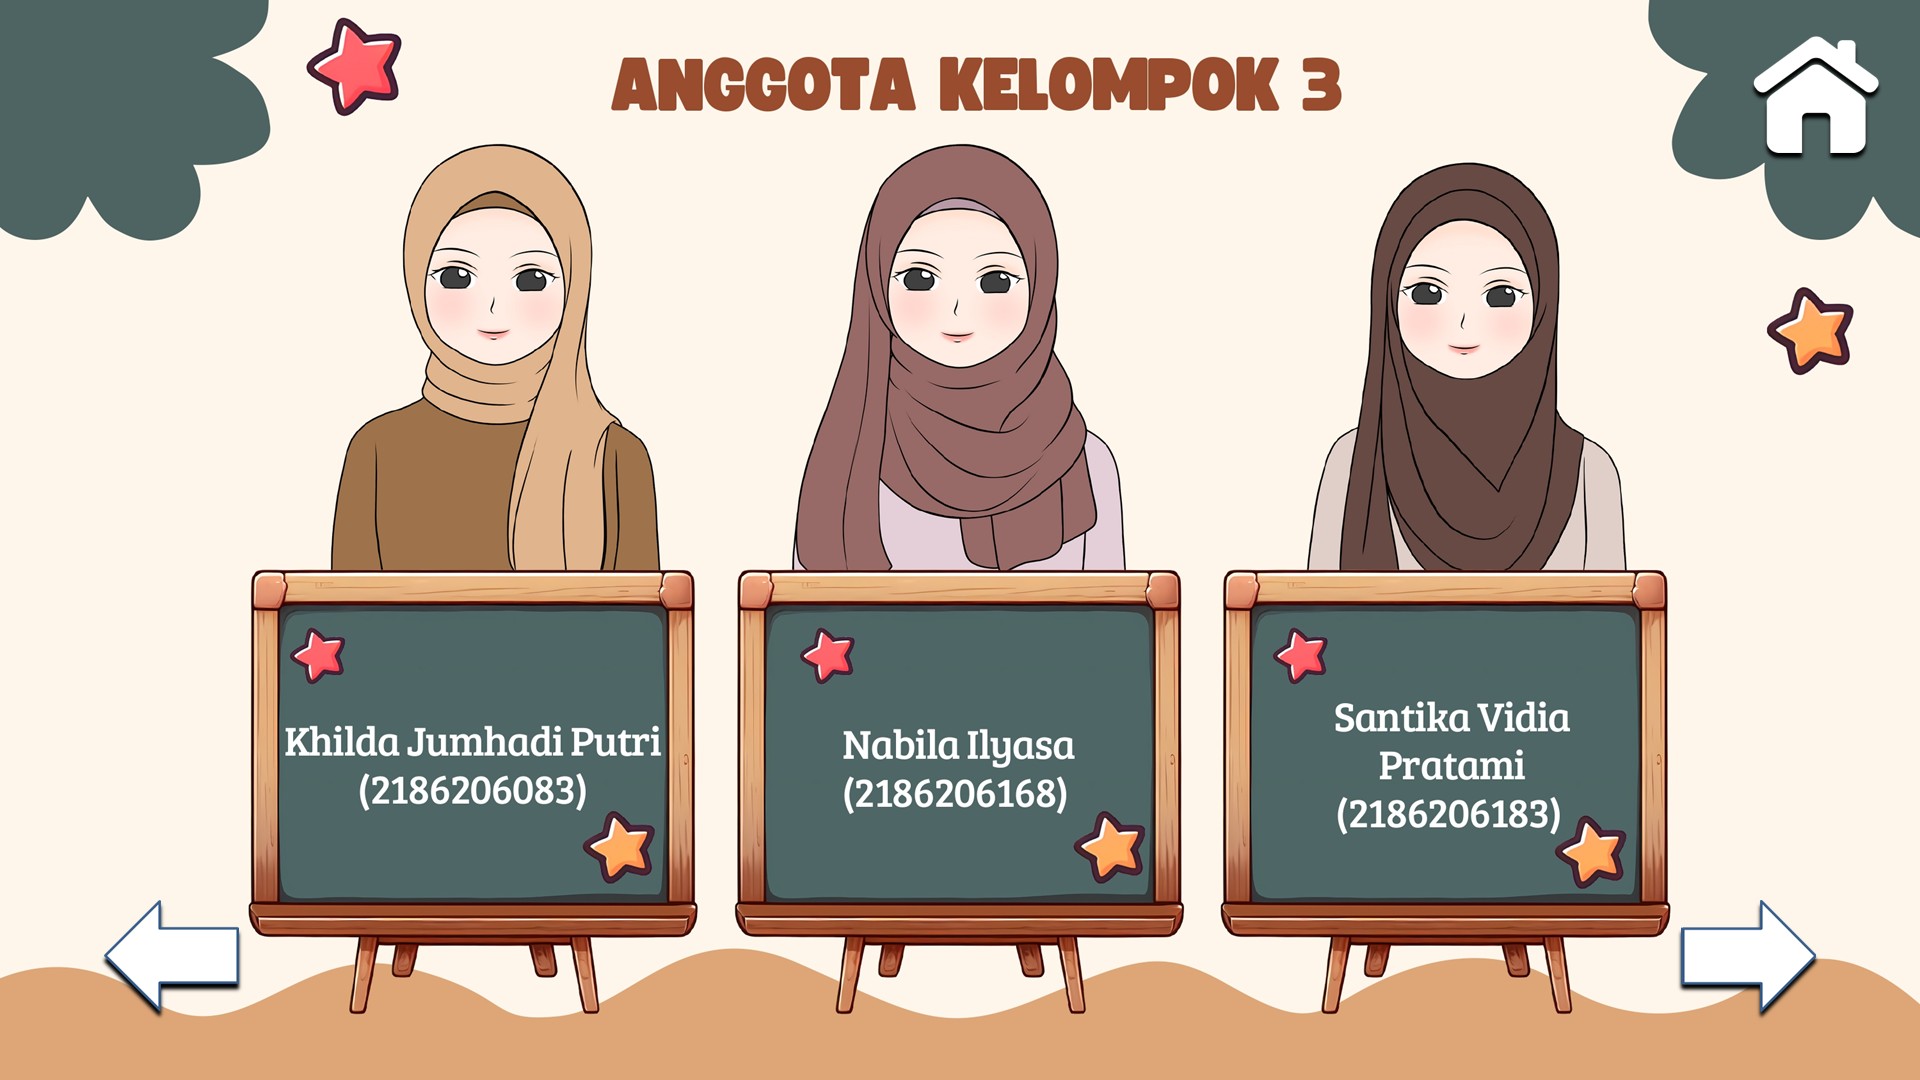 ANGGOTA KELOMPOK 3
Khilda Jumhadi Putri
(2186206083)
Nabila Ilyasa
(2186206168)
Santika Vidia
Pratami
(2186206183)